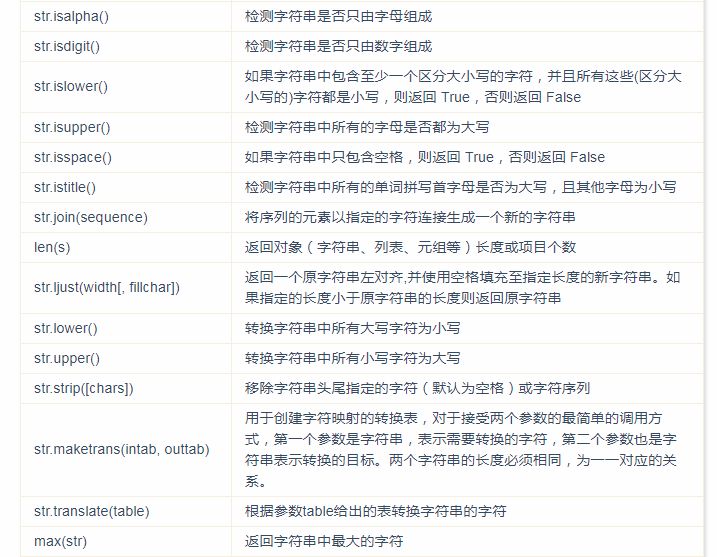 str.isalpha()
检测字符串是否只由字母组成
str.isdigit()
检测字符串是否只由数字组成
str.islower()
如果字符串中包含至少一个区分大小写的字符，并且所有这些(区分大
小写的)字符都是小写，则返回 True，否则返回 False
str.isupper()
检测字符串中所有的字母是否都为大写
str.isspace()
如果字符串中只包含空格，则返回 True，否则返回 False
str.istitle()
检测字符串中所有的单词拼写首字母是否为大写，且其他字母为小写
str.join(sequence)
将序列的元素以指定的字符连接生成一个新的字符串
len(s)
返回对象（字符串、列表、元组等）长度或项目个数
str.ljust(width[, fillchar])
返回一个原字符串左对齐,并使用空格填充至指定长度的新字符串。如
果指定的长度小于原字符串的长度则返回原字符串
str.lower()
转换字符串中所有大写字符为小写
str.upper()
转换字符串中所有小写字符为大写
str.strip([chars])
移除字符串头尾指定的字符（默认为空格）或字符序列
str.maketrans(intab, outtab)
用于创建字符映射的转换表，对于接受两个参数的最简单的调用方
式，第一个参数是字符串，表示需要转换的字符，第二个参数也是字
符串表示转换的目标。两个字符串的长度必须相同，为一一对应的关
系。
str.translate(table)
根据参数table给出的表转换字符串的字符
max(str)
返回字符串中最大的字符